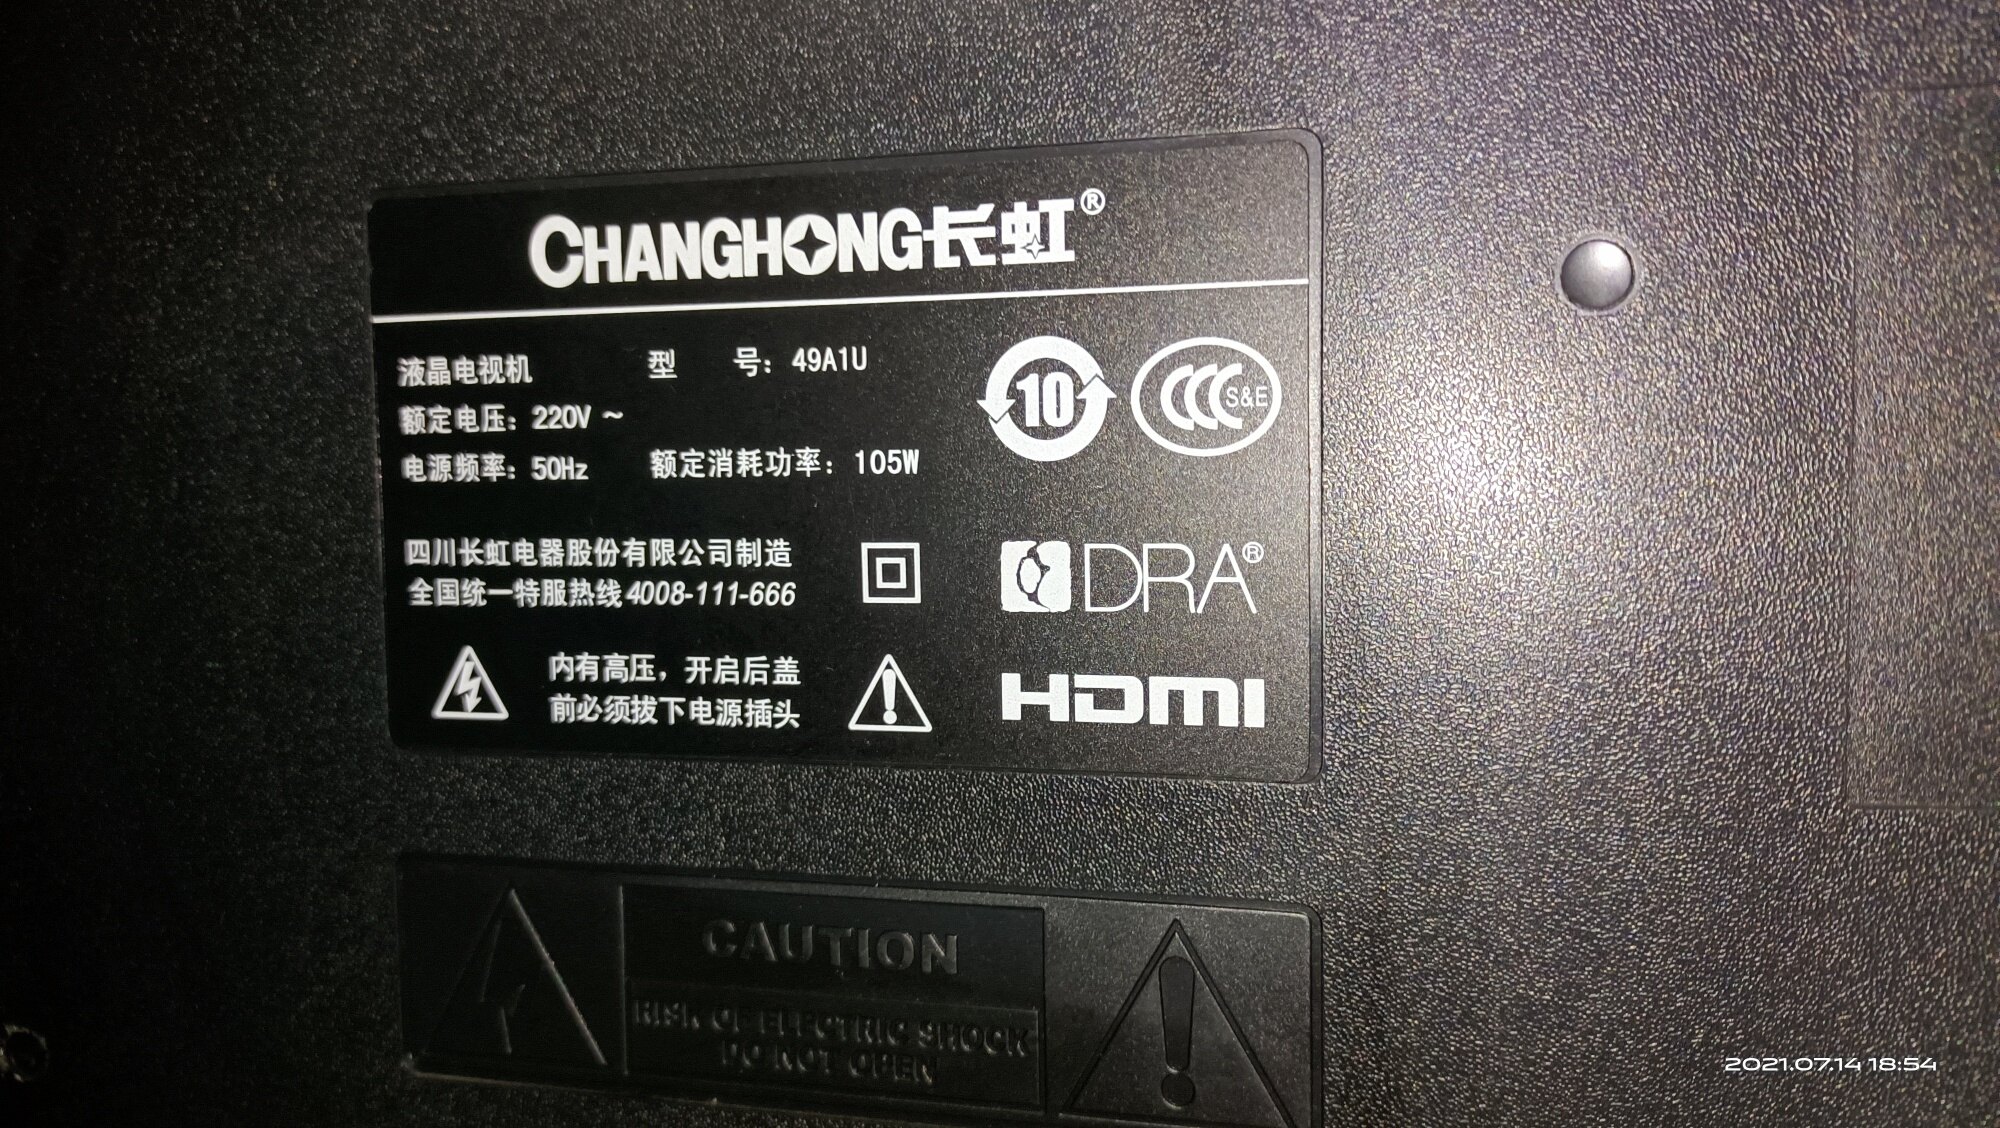 CHANGHONG长虹®
液晶电视机 型 号：49A1U
额定电压：220V ~
电源频率：50Hz 额定消耗功率：105W
10
CCC S&E
四川长虹电器股份有限公司制造
全国统一特服热线4008-111-666
DRA®
内有高压，开启后盖
前必须拔下电源插头
HDMI
CAUTION
RISK OF ELECTRIC SHOCK
DO NOT OPEN
2021.07.14 18:54